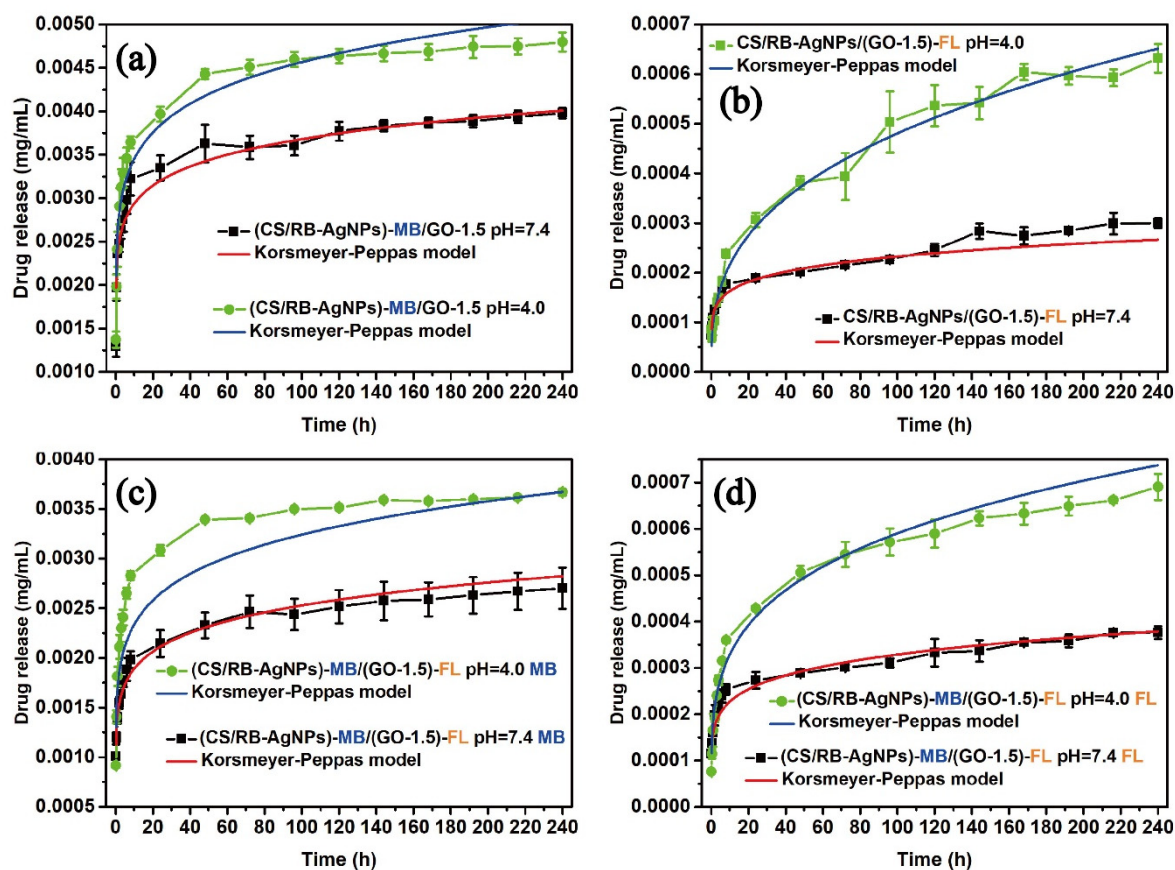 (a)
Drug release (mg/mL)
0.0050
0.0045
0.0040
0.0035
0.0030
0.0025
0.0020
0.0015
0.0010
(CS/RB-AgNPs)-MB/GO-1.5 pH=7.4
Korsmeyer-Peppas model
(CS/RB-AgNPs)-MB/GO-1.5 pH=4.0
Korsmeyer-Peppas model
0 20 40 60 80 100 120 140 160 180 200 220 240
Time (h)
(b)
Drug release (mg/mL)
0.0007
0.0006
0.0005
0.0004
0.0003
0.0002
0.0001
0.0000
CS/RB-AgNPs/(GO-1.5)-FL pH=4.0
Korsmeyer-Peppas model
CS/RB-AgNPs/(GO-1.5)-FL pH=7.4
Korsmeyer-Peppas model
0 20 40 60 80 100 120 140 160 180 200 220 240
Time (h)
(c)
Drug release (mg/mL)
0.0040
0.0035
0.0030
0.0025
0.0020
0.0015
0.0010
0.0005
(CS/RB-AgNPs)-MB/(GO-1.5)-FL pH=4.0 MB
Korsmeyer-Peppas model
(CS/RB-AgNPs)-MB/(GO-1.5)-FL pH=7.4 MB
Korsmeyer-Peppas model
0 20 40 60 80 100 120 140 160 180 200 220 240
Time (h)
(d)
Drug release (mg/mL)
0.0007
0.0006
0.0005
0.0004
0.0003
0.0002
0.0001
0.0000
(CS/RB-AgNPs)-MB/(GO-1.5)-FL pH=4.0 FL
Korsmeyer-Peppas model
(CS/RB-AgNPs)-MB/(GO-1.5)-FL pH=7.4 FL
Korsmeyer-Peppas model
0 20 40 60 80 100 120 140 160 180 200 220 240
Time (h)